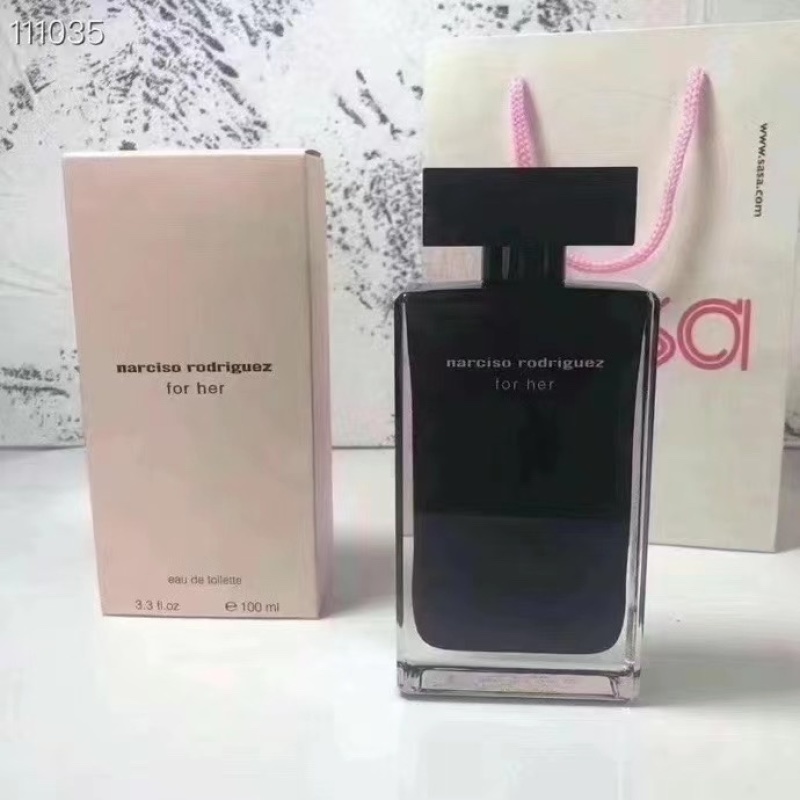 111035
www.sasa.com
sa
narciso rodriguez
for her
eau de toilette
3.3 fl.oz ℮ 100 ml
narciso rodriguez
for her